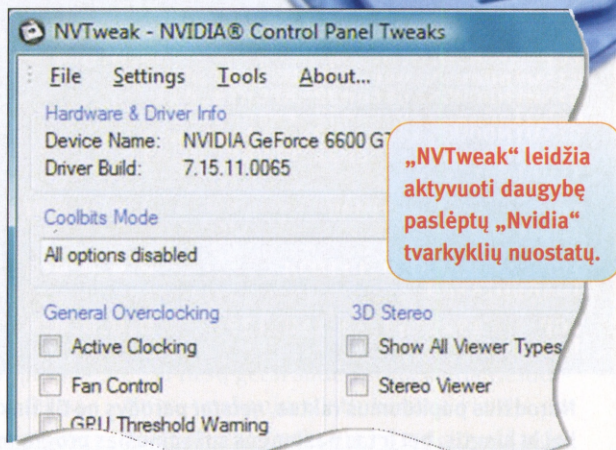 NVTweak - NVIDIA® Control Panel Tweaks
File Settings Tools About...
Hardware & Driver Info
Device Name: NVIDIA GeForce 6600
Driver Build: 7.15.11.0065
„NVTweak“ leidžia
aktyvuoti daugybę
paslėptų „Nvidia“
tvarkyklių nuostatų.
Coolbits Mode
All options disabled
General Overclocking
Active Clocking
Fan Control
GPU Threshold Warning
3D Stereo
Show All Viewer Types
Stereo Viewer